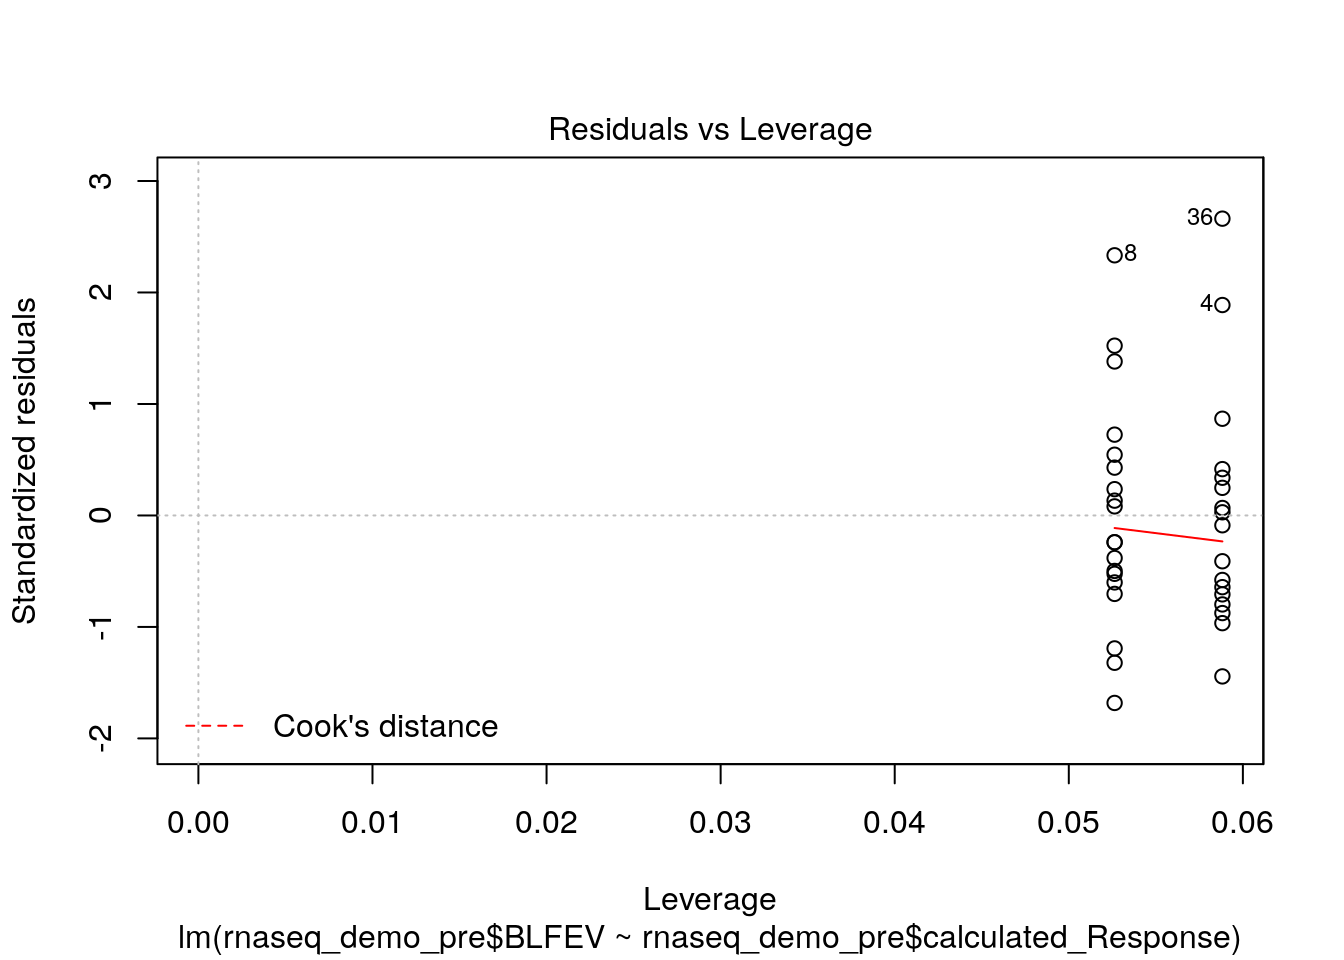 Residuals vs Leverage
Standardized residuals
3
2
1
0
-1
-2
36
8
4
Cook's distance
0.00 0.01 0.02 0.03 0.04 0.05 0.06
Leverage
lm(rnaseq_demo_pre$BLFEV ~ rnaseq_demo_pre$calculated_Response)